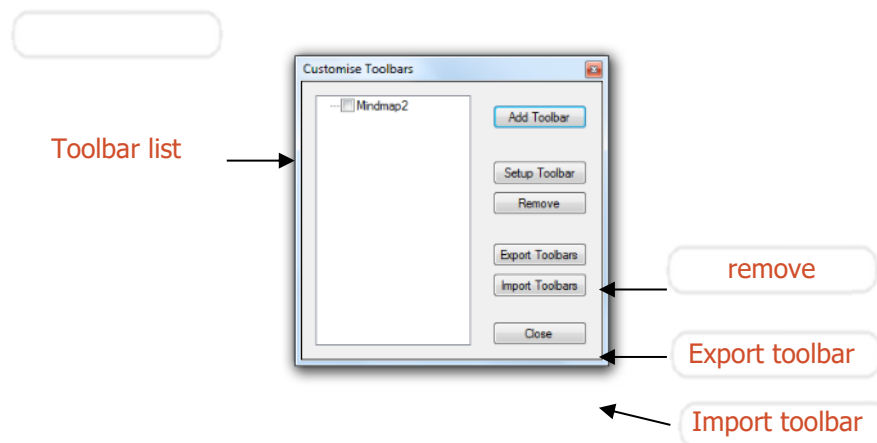 Customise Toolbars
Mindmap2
Add Toolbar
Toolbar list
Setup Toolbar
Remove
Export Toolbars
remove
Import Toolbars
Close
Export toolbar
Import toolbar